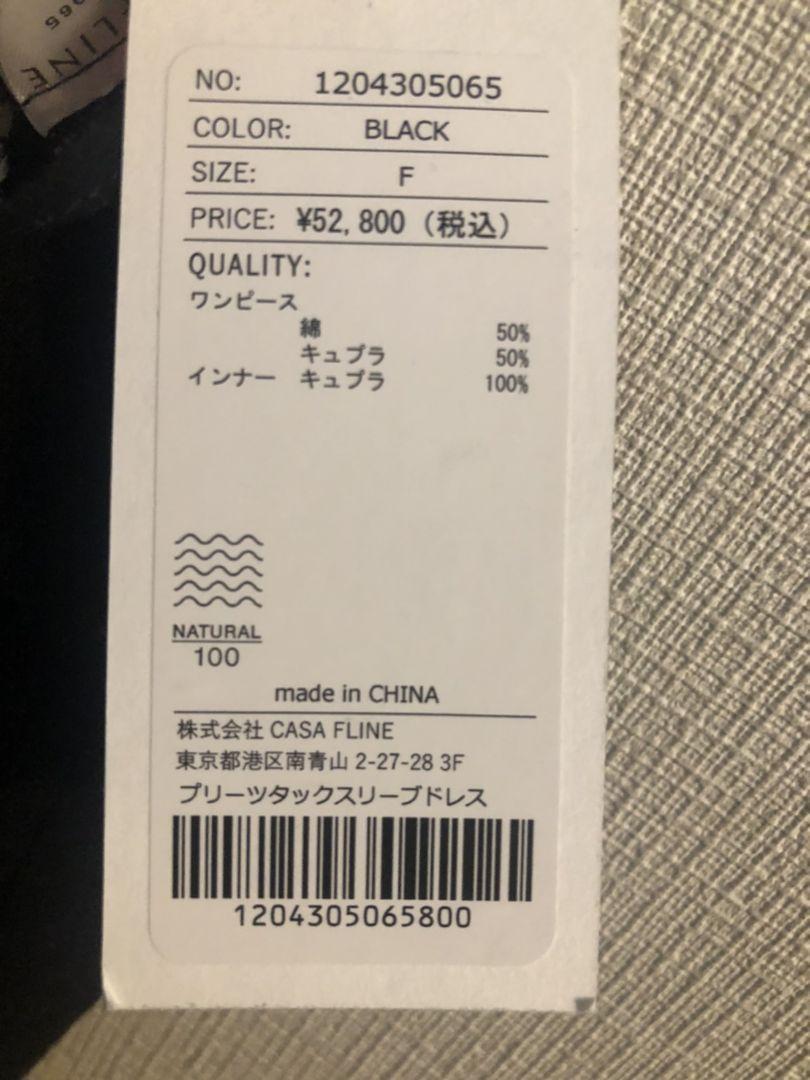 LINE
065
NO: 1204305065
COLOR: BLACK
SIZE: F
PRICE: ¥52,800 (税込)
QUALITY:
ワンピース
綿 50%
キュプラ 50%
インナー キュプラ 100%
NATURAL
100
made in CHINA
株式会社 CASA FLINE
東京都港区南青山 2-27-28 3F
プリーツタックスリーブドレス
1204305065800